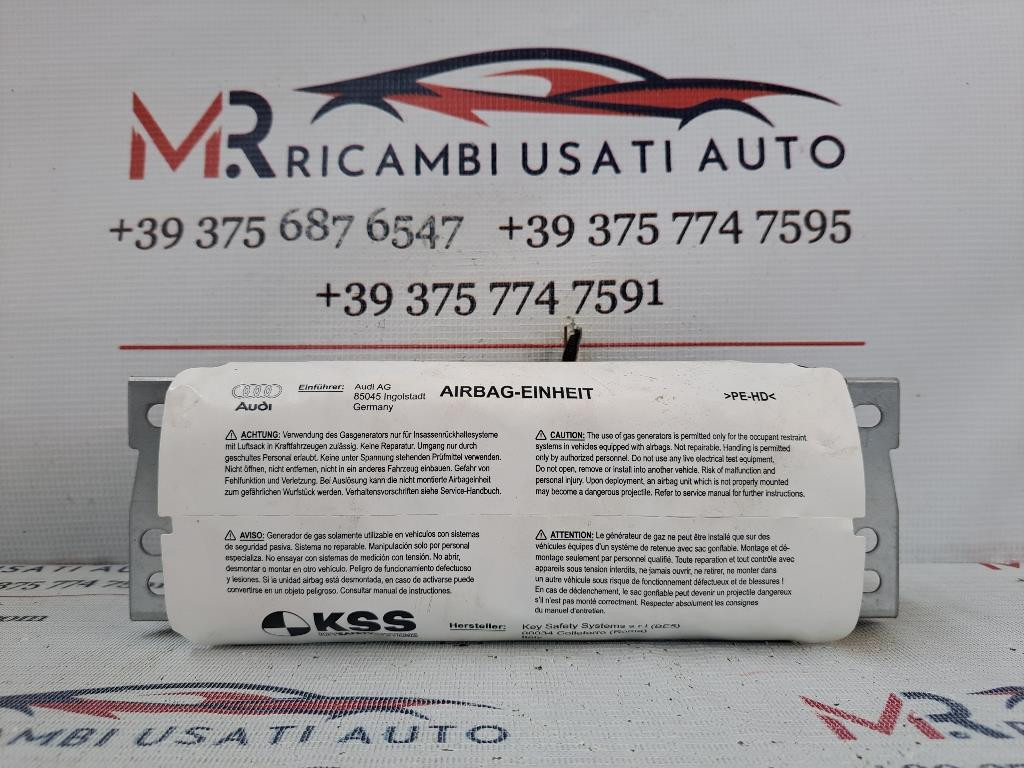 MR RICAMBI USATI AUTO
+39 375 687 6547 +39 375 774 7595
+39 375 774 7591
Audi
Einführer: Audi AG
85045 Ingolstadt
Germany
AIRBAG-EINHEIT
>PE-HD<
ACHTUNG: Verwendung des Gasgenerators nur für Insassenrückhallesysteme
mit Luftsack in Kraftfahrzeugen zulässig. Keine Reparatur. Umgang nur durch
geschultes Personal erlaubt. Keine unter Spannung stehenden Prüfmittel verwenden.
Nicht öffnen, nicht entfernen, nicht in ein anderes Fahrzeug einbauen. Gefahr von
Fehlfunktion und Verletzung. Bei Auslösung kann die nicht montierte Airbageinheit
zum gefährlichen Wurfstück werden. Verhaltensvorschriften siehe Service-Handbuch.
CAUTION: The use of gas generators is permitted only for the occupant restraint
systems in vehicles equipped with airbags. Not repairable. Handling is permitted
only by authorized personnel. Do not use any live electrical test equipment.
Do not open, remove or install into another vehicle. Risk of malfunction and
personal injury. Upon deployment, an airbag unit which is not properly mounted
may become a dangerous projectile. Refer to service manual for further instructions.
AVISO: Generador de gas solamente utilizable en vehículos con sistemas
de seguridad pasiva. Sistema no reparable. Manipulación solo por personal
especializa. No ensayar con sistemas de medición con tensión. No abrir,
desmontar o montar en otro vehículo. Peligro de funcionamiento defectuoso
y lesiones. Si la unidad airbag está desmontada, en caso de activarse puede
convertirse en un objeto peligroso. Consultar manual de instrucciones.
ATTENTION: Le générateur de gaz ne peut être installé que sur des
véhicules équipes d'un système de retenue avec sac gonflable. Montage et dé-
montage seulement par personnel qualifié. Toute reparation et tout contrôle avec
appareils sous tension interdits, ne jamais ouvrir, ne retirer, ne monter dans
un autre véhicule sous risque de fonctionnement défectueux et de blessures !
En cas de déclenchement, le sac gonflable peut devenir un projectile dangereux
s'il n'est pas monté correctement. Respecter absolument les consignes
du manuel d'entretien.
KSS
KEY SAFETY SYSTEMS
Hersteller: Key Safety Systems s.r.l (BES)
00034 Colleferro (Roma)
Italy
USATI AUTO
375 774 7
.com
AMBI USATI AUTO
MR